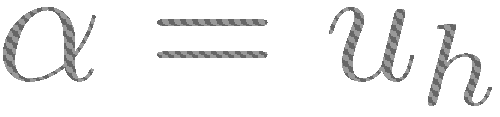 α = u_h